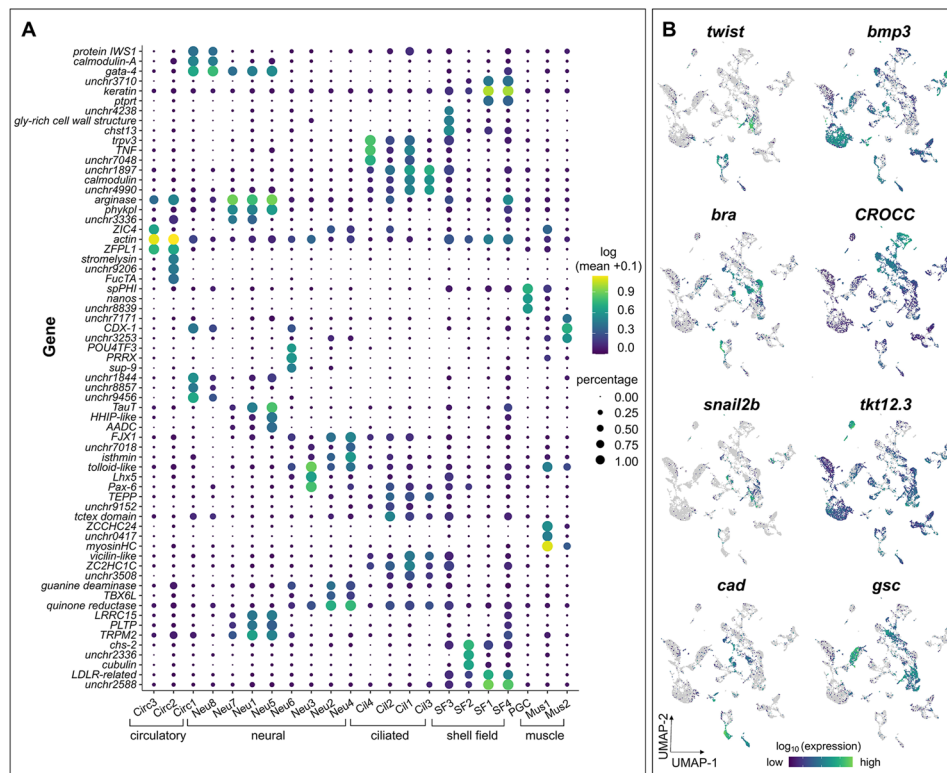 A
protein IWS1
calmodulin-A
gata-4
unchr3710
keratin
ptprt
unchr4238
gly-rich cell wall structure
chst13
trpv3
TNF
unchr7048
unchr1897
calmodulin
unchr4990
arginase
phykpl
unchr3336
ZIC4
actin
ZFPL1
stromelysin
unchr9206
FucTA
spPHI
nanos
unchr8839
unchr7171
CDX-1
unchr3253
POU4TF3
PRRX
sup-9
unchr1844
unchr8857
unchr9456
TauT
HHIP-like
AADC
FJX1
unchr7018
isthmin
tolloid-like
Lhx5
Pax-6
TEPP
unchr9152
tctex domain
ZCCHC24
unchr0417
myosinHC
vicilin-like
ZC2HC1C
unchr3508
guanine deaminase
TBX6L
quinone reductase
LRRC15
PLTP
TRPM2
chs-2
unchr2336
cubulin
LDLR-related
unchr2588
Gene
Circ3 Circ2 Circ1 Neu8 Neu7 Neu1 Neu5 Neu6 Neu3 Neu2 Neu4 Cil4 Cil2 Cil1 Cil3 SF3 SF2 SF1 SF4 PGC Mus1 Mus2
circulatory neural ciliated shell field muscle
log
(mean +0.1)
0.9
0.6
0.3
0.0
percentage
0.00
0.25
0.50
0.75
1.00
B
twist bmp3
bra CROCC
snail2b tkt12.3
cad gsc
UMAP-2
UMAP-1
log10 (expression)
low high